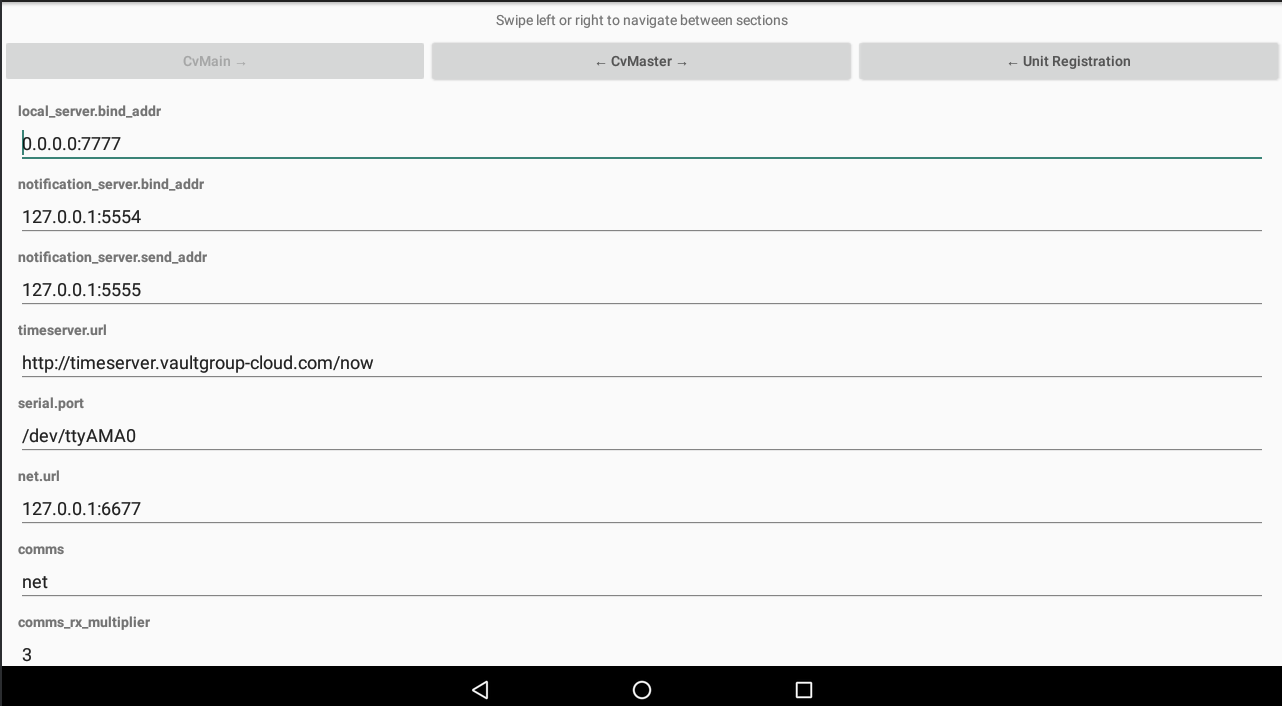 Swipe left or right to navigate between sections
CvMain →
← CvMaster →
← Unit Registration
local_server.bind_addr
0.0.0.0:7777
notification_server.bind_addr
127.0.0.1:5554
notification_server.send_addr
127.0.0.1:5555
timeserver.url
http://timeserver.vaultgroup-cloud.com/now
serial.port
/dev/ttyAMA0
net.url
127.0.0.1:6677
comms
net
comms_rx_multiplier
3